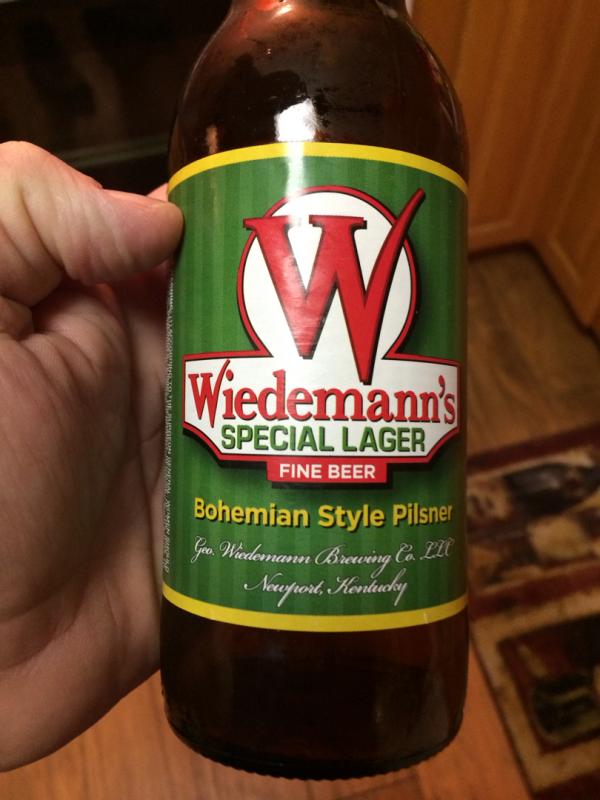 W
Wiedemann's
SPECIAL LAGER
FINE BEER
Bohemian Style Pilsner
Geo. Wiedemann Brewing Co. LLC
Newport, Kentucky